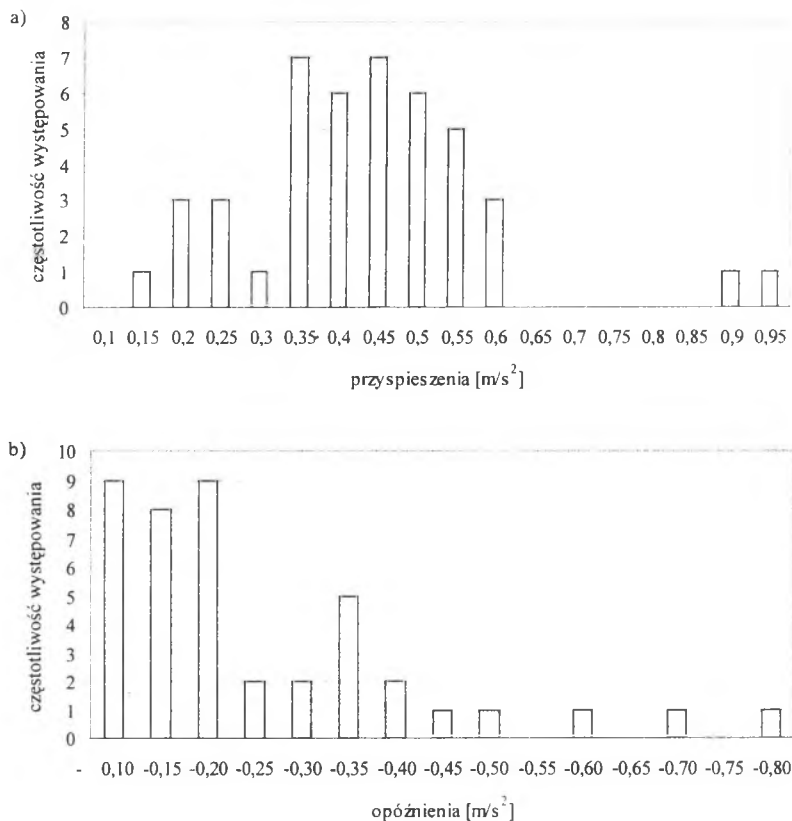 a)
częstotliwość występowania
8
7
6
5
4
3
2
1
0
0,1 0,15 0,2 0,25 0,3 0,35 0,4 0,45 0,5 0,55 0,6 0,65 0,7 0,75 0,8 0,85 0,9 0,95
przyspieszenia [m/s²]
b)
częstotliwość występowania
10
9
8
7
6
5
4
3
2
1
0
- 0,10 -0,15 -0,20 -0,25 -0,30 -0,35 -0,40 -0,45 -0,50 -0,55 -0,60 -0,65 -0,70 -0,75 -0,80
opóźnienia [m/s²]